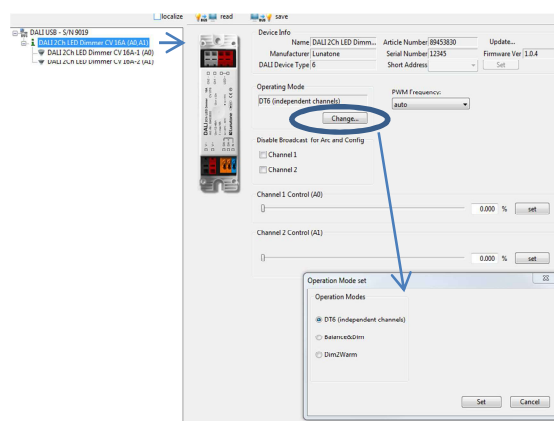 localize
read
save
DALI USB - S/N 9019
DALI 2Ch LED Dimmer CV 16A (A0,A1)
DALI 2Ch LED Dimmer CV 16A-1 (A0)
DALI 2Ch LED Dimmer CV 16A-2 (A1)
Device Info
Name DALI 2Ch LED Dimm... Article Number 89453830 Update...
Manufacturer Lunatone Serial Number 12345 Firmware Ver 1.0.4
DALI Device Type 6 Short Address Set
Operating Mode
PWM Frequency:
DT6 (independent channels)
auto
Change...
Disable Broadcast for Arc and Config
Channel 1
Channel 2
Channel 1 Control (A0)
0.000 % set
Channel 2 Control (A1)
0.000 % set
Operation Mode set
Operation Modes
DT6 (independent channels)
Balance&Dim
Dim2Warm
Set Cancel